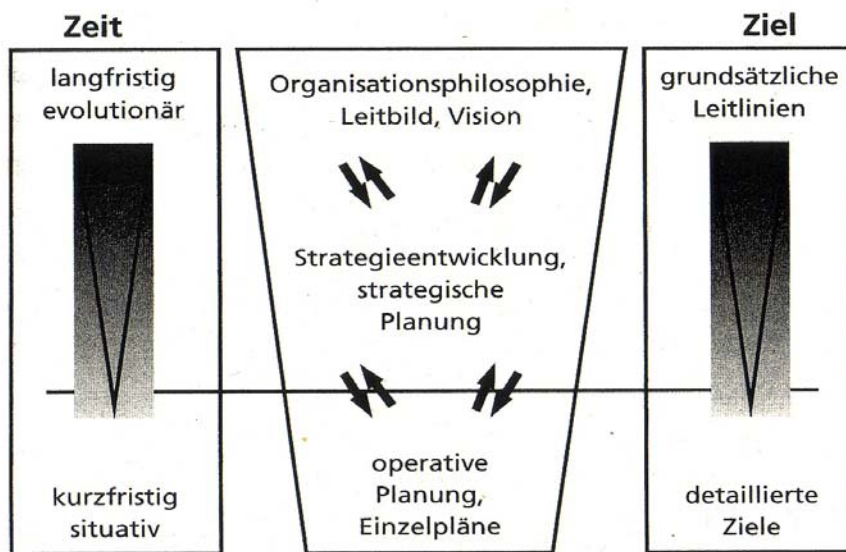 Zeit
langfristig
evolutionär
kurzfristig
situativ
Organisationsphilosophie,
Leitbild, Vision
Strategieentwicklung,
strategische
Planung
operative
Planung,
Einzelpläne
Ziel
grundsätzliche
Leitlinien
detaillierte
Ziele